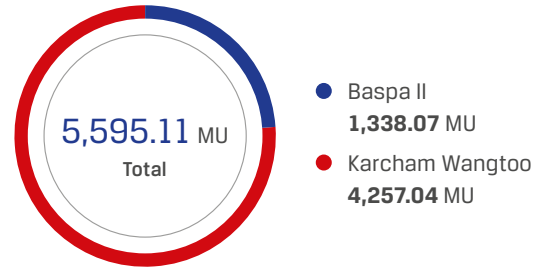 5,595.11 MU
Total
Baspa II
1,338.07 MU
Karcham Wangtoo
4,257.04 MU